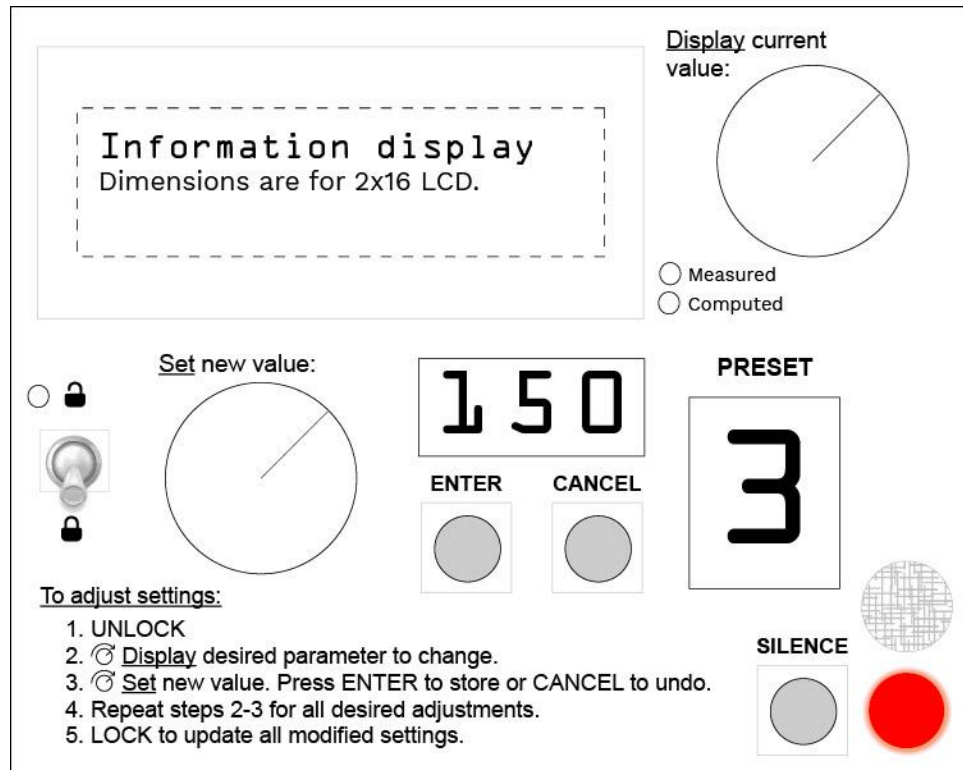 Display current
value:
Information display
Dimensions are for 2x16 LCD.
Measured
Computed
Set new value:
150
PRESET
3
ENTER
CANCEL
To adjust settings:
1. UNLOCK
2. Display desired parameter to change.
3. Set new value. Press ENTER to store or CANCEL to undo.
4. Repeat steps 2-3 for all desired adjustments.
5. LOCK to update all modified settings.
SILENCE